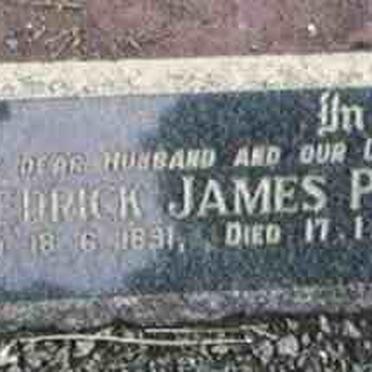 In
DEAR HUSBAND AND OUR
EDRICK JAMES P
18.6.1891, DIED 17.1